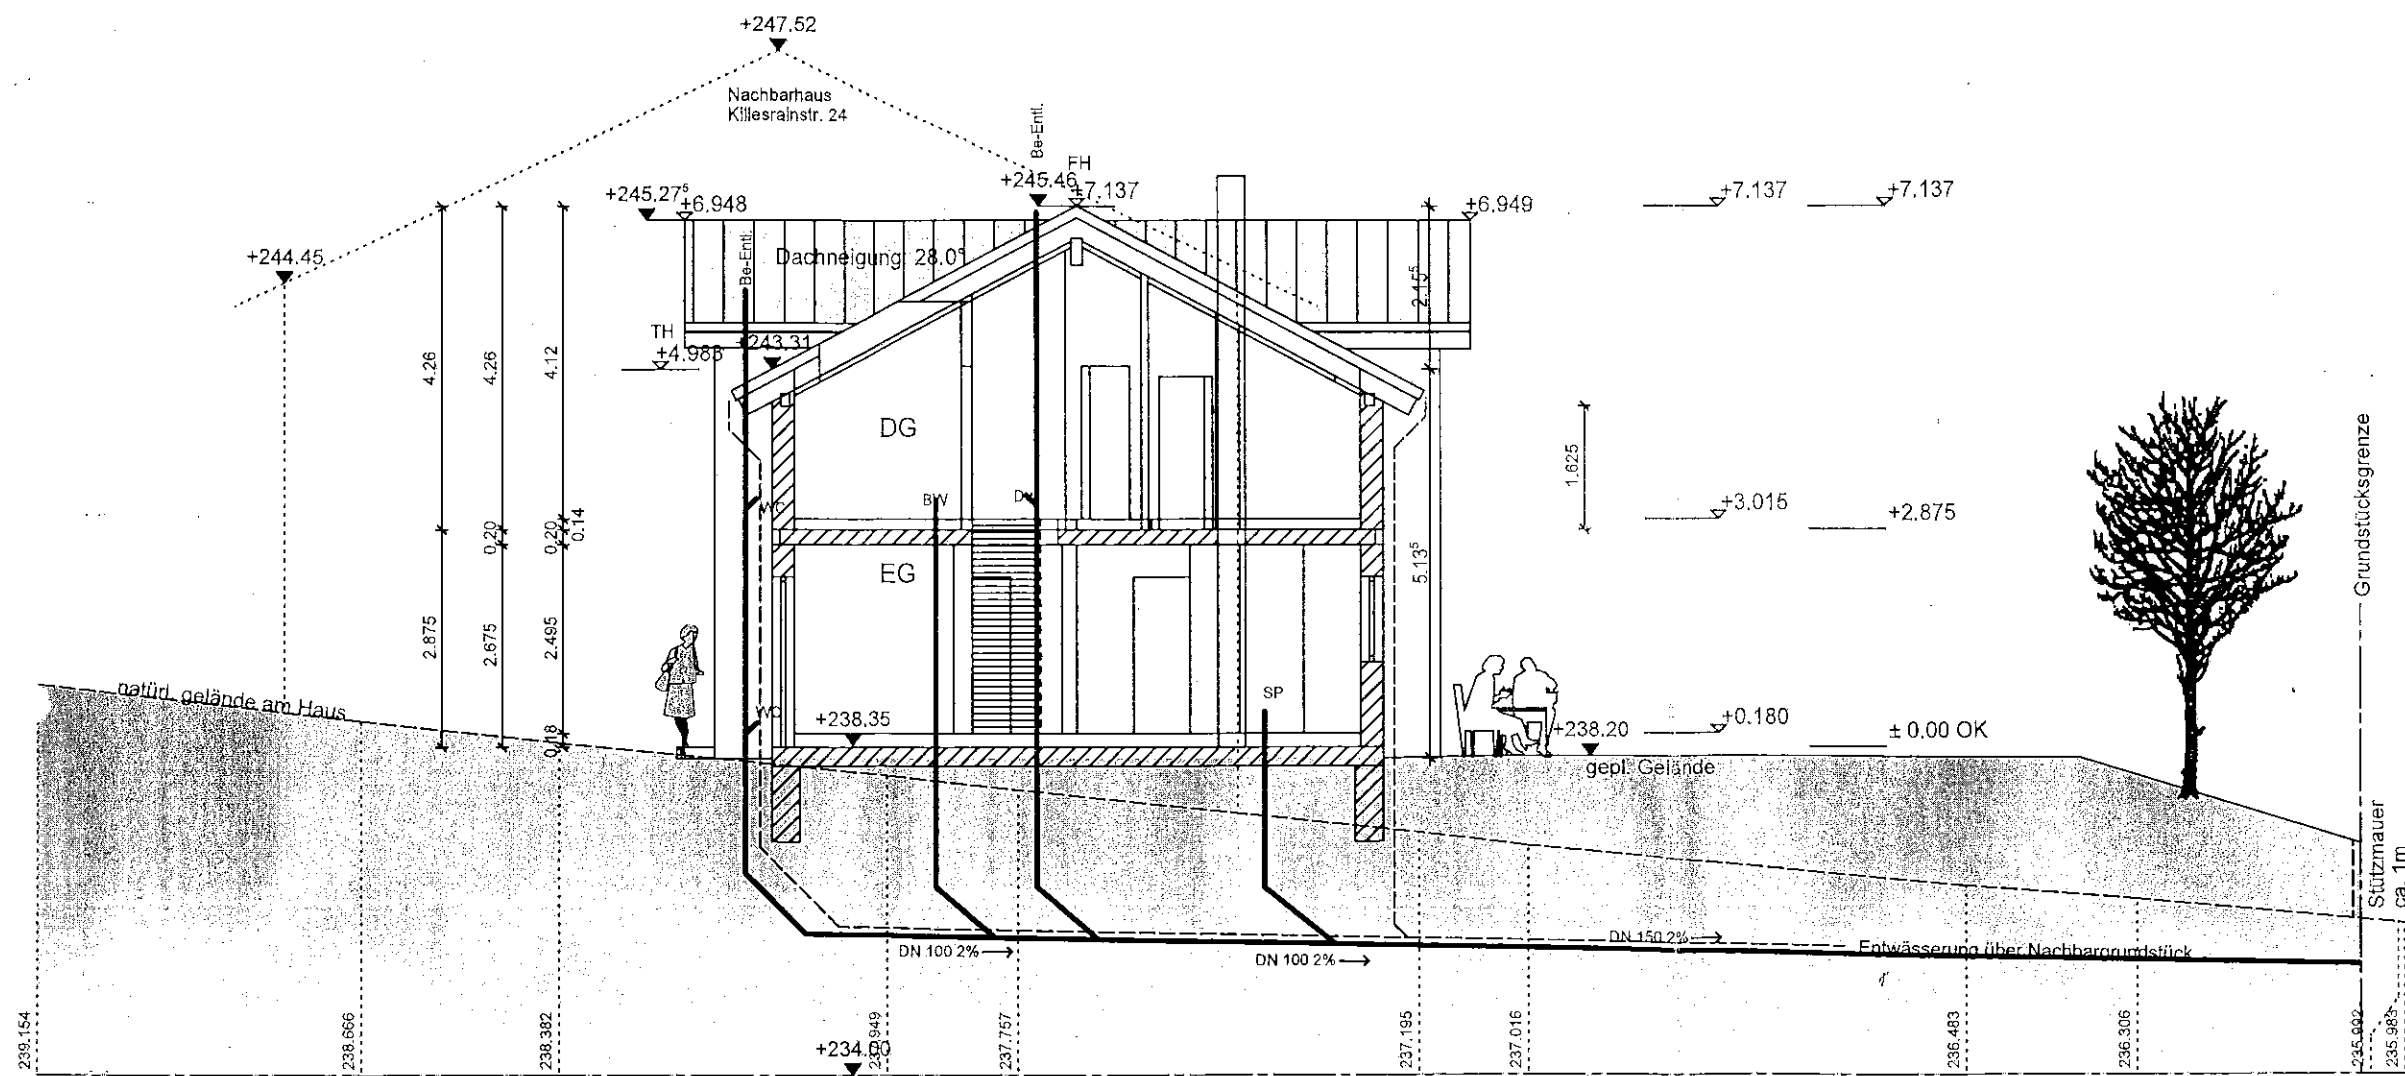 +247.52
Nachbarhaus
Killesrainstr. 24
Be-Entl.
FH
+245.46
+7.137
+245.27⁵
+6.948
+6.949
+7.137
+7.137
+244.45
Be-Entl.
Dachneigung 28.0°
2.15⁵
TH
+4.983
+243.31
4.26
4.26
4.12
DG
1.625
Grundstücksgrenze
WC
BW
+3.015
+2.875
0.20
0.20
0.14
EG
5.13⁵
2.875
2.675
2.495
natürl. gelände am Haus
WC
SP
+238.35
+238.20
+0.180
± 0.00 OK
0.18
gepl. Gelände
Stützmauer
ca. 1m
DN 100 2%
DN 100 2%
DN 150 2%
Entwässerung über Nachbargrundstück
239.154
238.666
238.382
+234.00
237.757
237.195
237.016
236.483
236.306
235.992
235.983